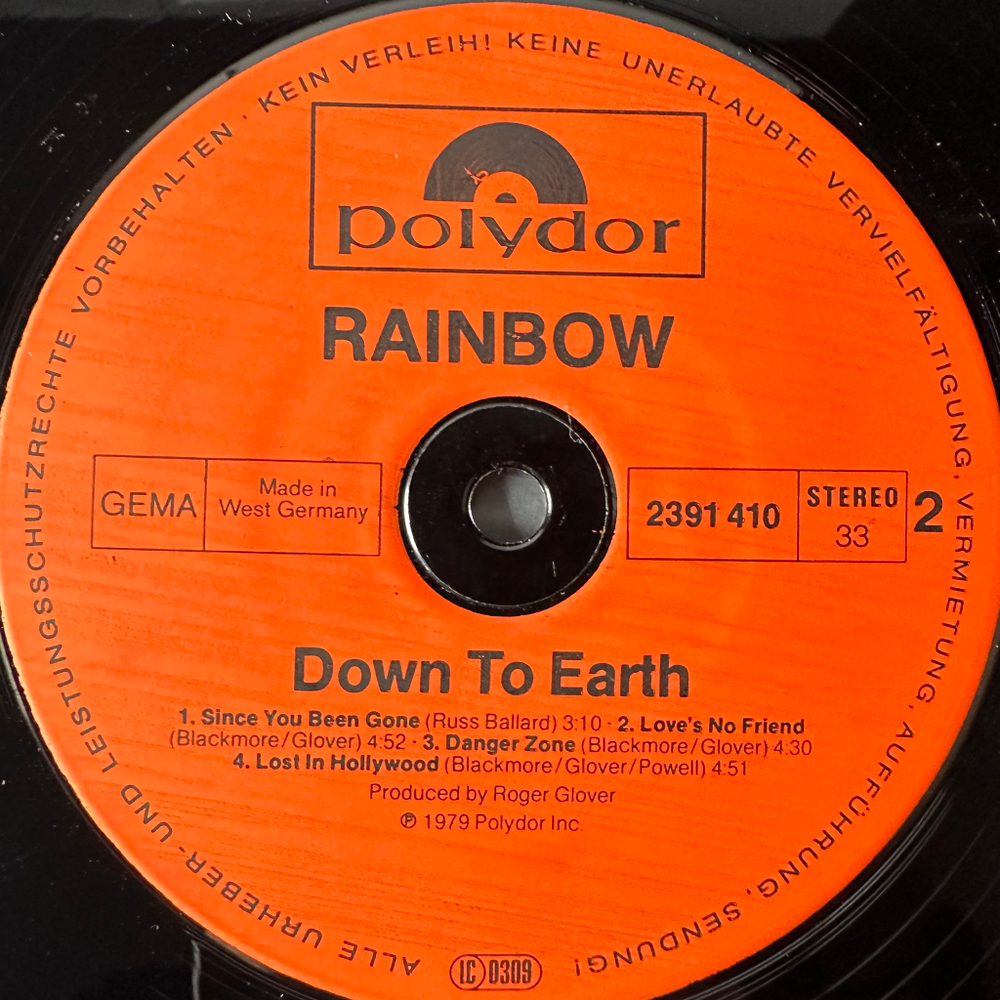 ALLE URHEBER- UND LEISTUNGSSCHUTZRECHTE VORBEHALTEN · KEIN VERLEIH! KEINE UNERLAUBTE VERVIELFÄLTIGUNG, VERMIETUNG, AUFFÜHRUNG, SENDUNG!
polydor
RAINBOW
GEMA
Made in
West Germany
2391 410
STEREO
33
2
Down To Earth
1. Since You Been Gone (Russ Ballard) 3:10 · 2. Love's No Friend
(Blackmore/Glover) 4:52 · 3. Danger Zone (Blackmore/Glover) 4:30
4. Lost In Hollywood (Blackmore/Glover/Powell) 4:51
Produced by Roger Glover
℗ 1979 Polydor Inc.
LC 0309